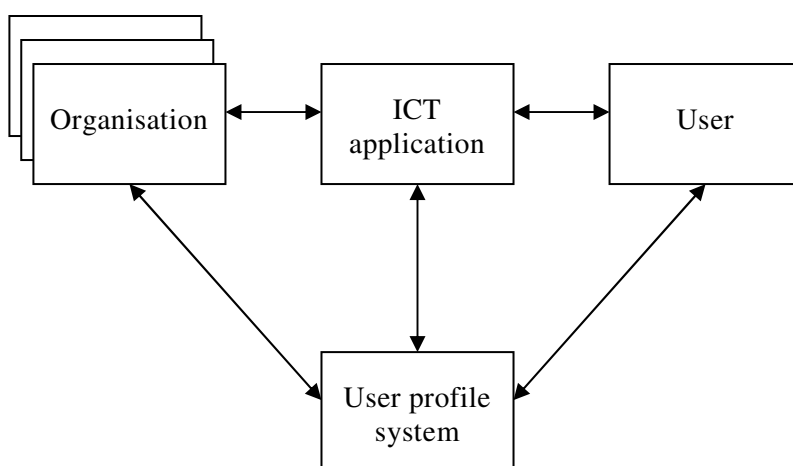 Organisation
ICT
application
User
User profile
system